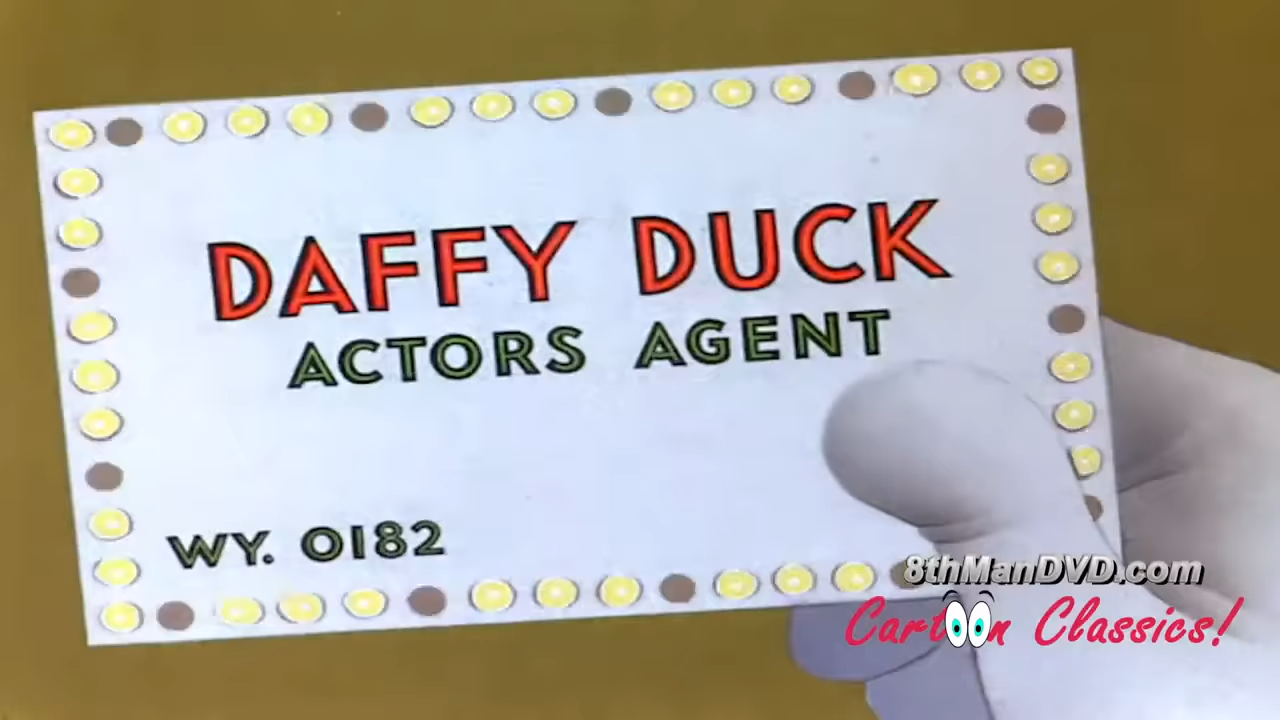 DAFFY DUCK
ACTORS AGENT
WY. 0182
8thManDVD.com
Cartoon Classics!